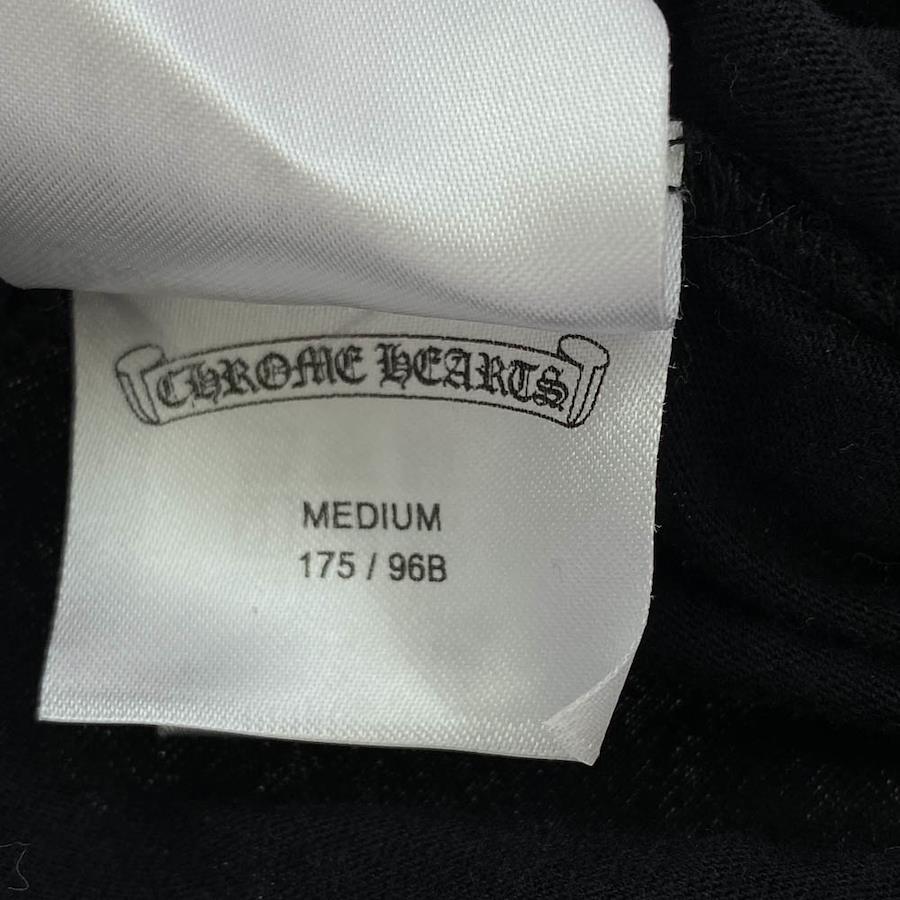 CHROME HEARTS
MEDIUM
175 / 96B